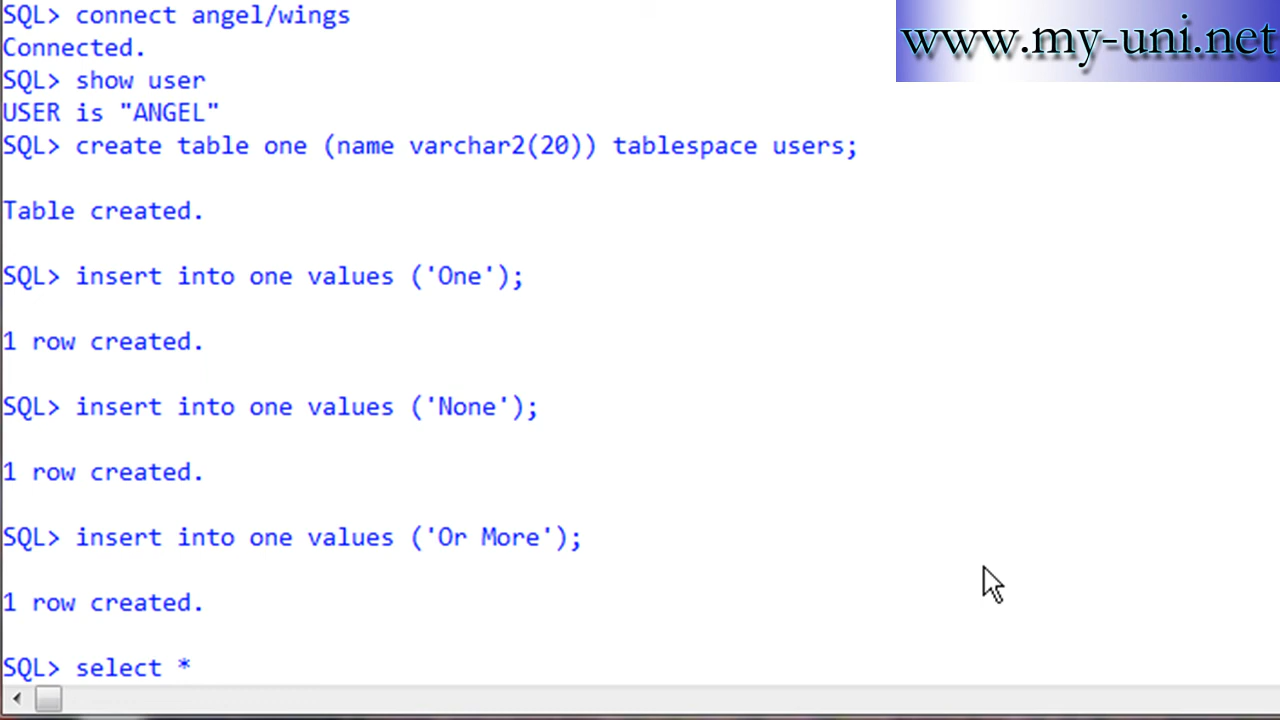 SQL> connect angel/wings
www.my-uni.net
Connected.
SQL> show user
USER is "ANGEL"
SQL> create table one (name varchar2(20)) tablespace users;
Table created.
SQL> insert into one values ('One');
1 row created.
SQL> insert into one values ('None');
1 row created.
SQL> insert into one values ('Or More');
1 row created.
SQL> select *